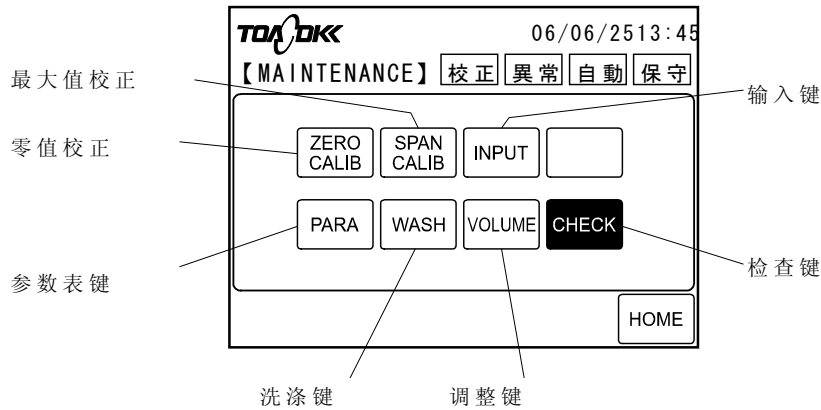 TOADKK 06/06/2513:45
【MAINTENANCE】 校正 異常 自動 保守
最大值校正
输入键
零值校正
ZERO CALIB SPAN CALIB INPUT
PARA WASH VOLUME CHECK
参数表键
检查键
HOME
洗涤键 调整键